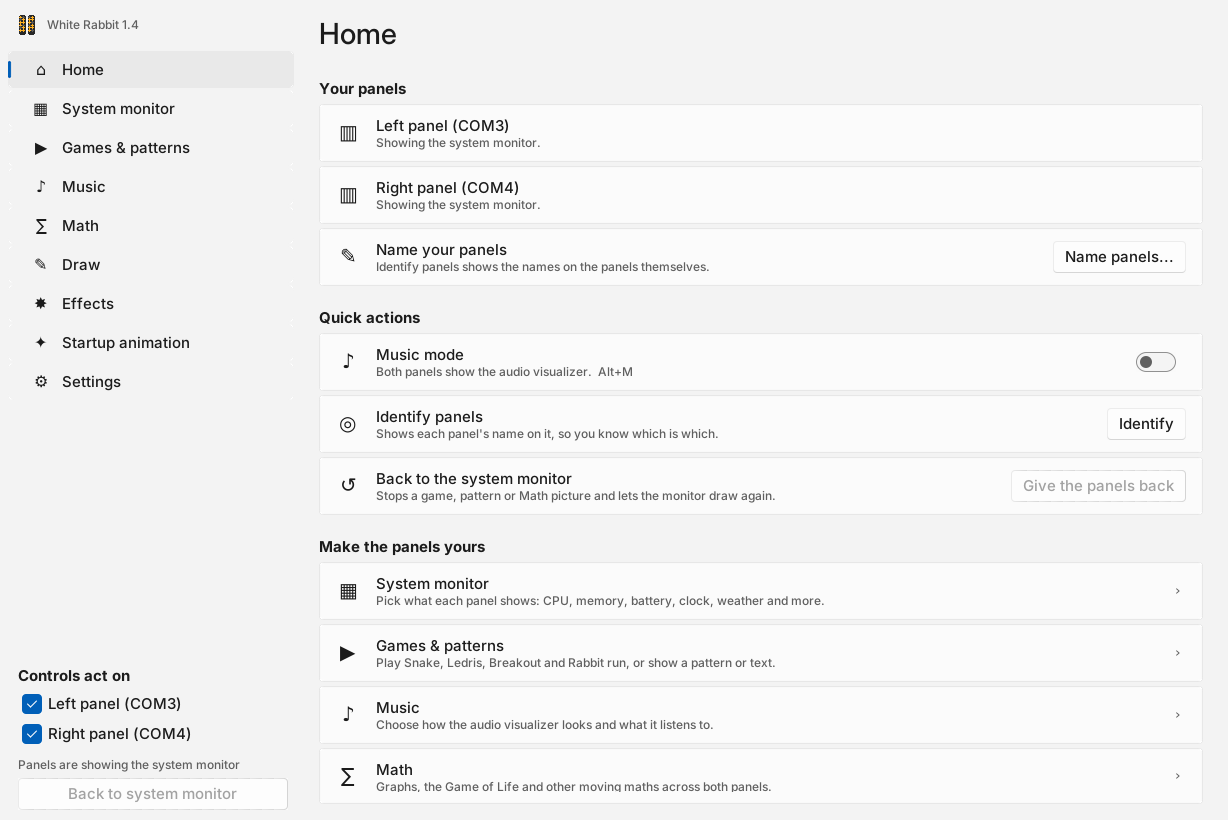 White Rabbit 1.4
Home
System monitor
Games & patterns
Music
Math
Draw
Effects
Startup animation
Settings
Controls act on
Left panel (COM3)
Right panel (COM4)
Panels are showing the system monitor
Back to system monitor
Home
Your panels
Left panel (COM3)
Showing the system monitor.
Right panel (COM4)
Showing the system monitor.
Name your panels
Identify panels shows the names on the panels themselves.
Name panels...
Quick actions
Music mode
Both panels show the audio visualizer.  Alt+M
Identify panels
Shows each panel's name on it, so you know which is which.
Identify
Back to the system monitor
Stops a game, pattern or Math picture and lets the monitor draw again.
Give the panels back
Make the panels yours
System monitor
Pick what each panel shows: CPU, memory, battery, clock, weather and more.
Games & patterns
Play Snake, Ledris, Breakout and Rabbit run, or show a pattern or text.
Music
Choose how the audio visualizer looks and what it listens to.
Math
Graphs, the Game of Life and other moving maths across both panels.